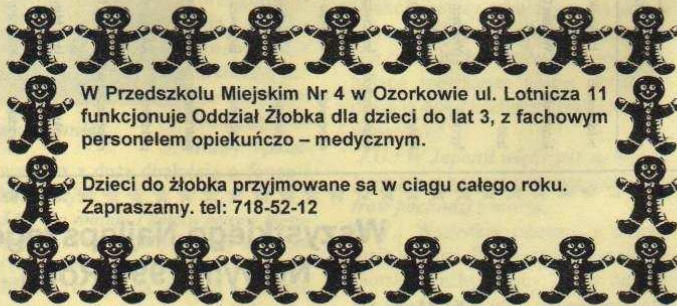 W Przedszkolu Miejskim Nr 4 w Ozorkowie ul. Lotnicza 11
funkcjonuje Oddział Żłobka dla dzieci do lat 3, z fachowym
personelem opiekuńczo – medycznym.
Dzieci do żłobka przyjmowane są w ciągu całego roku.
Zapraszamy. tel: 718-52-12